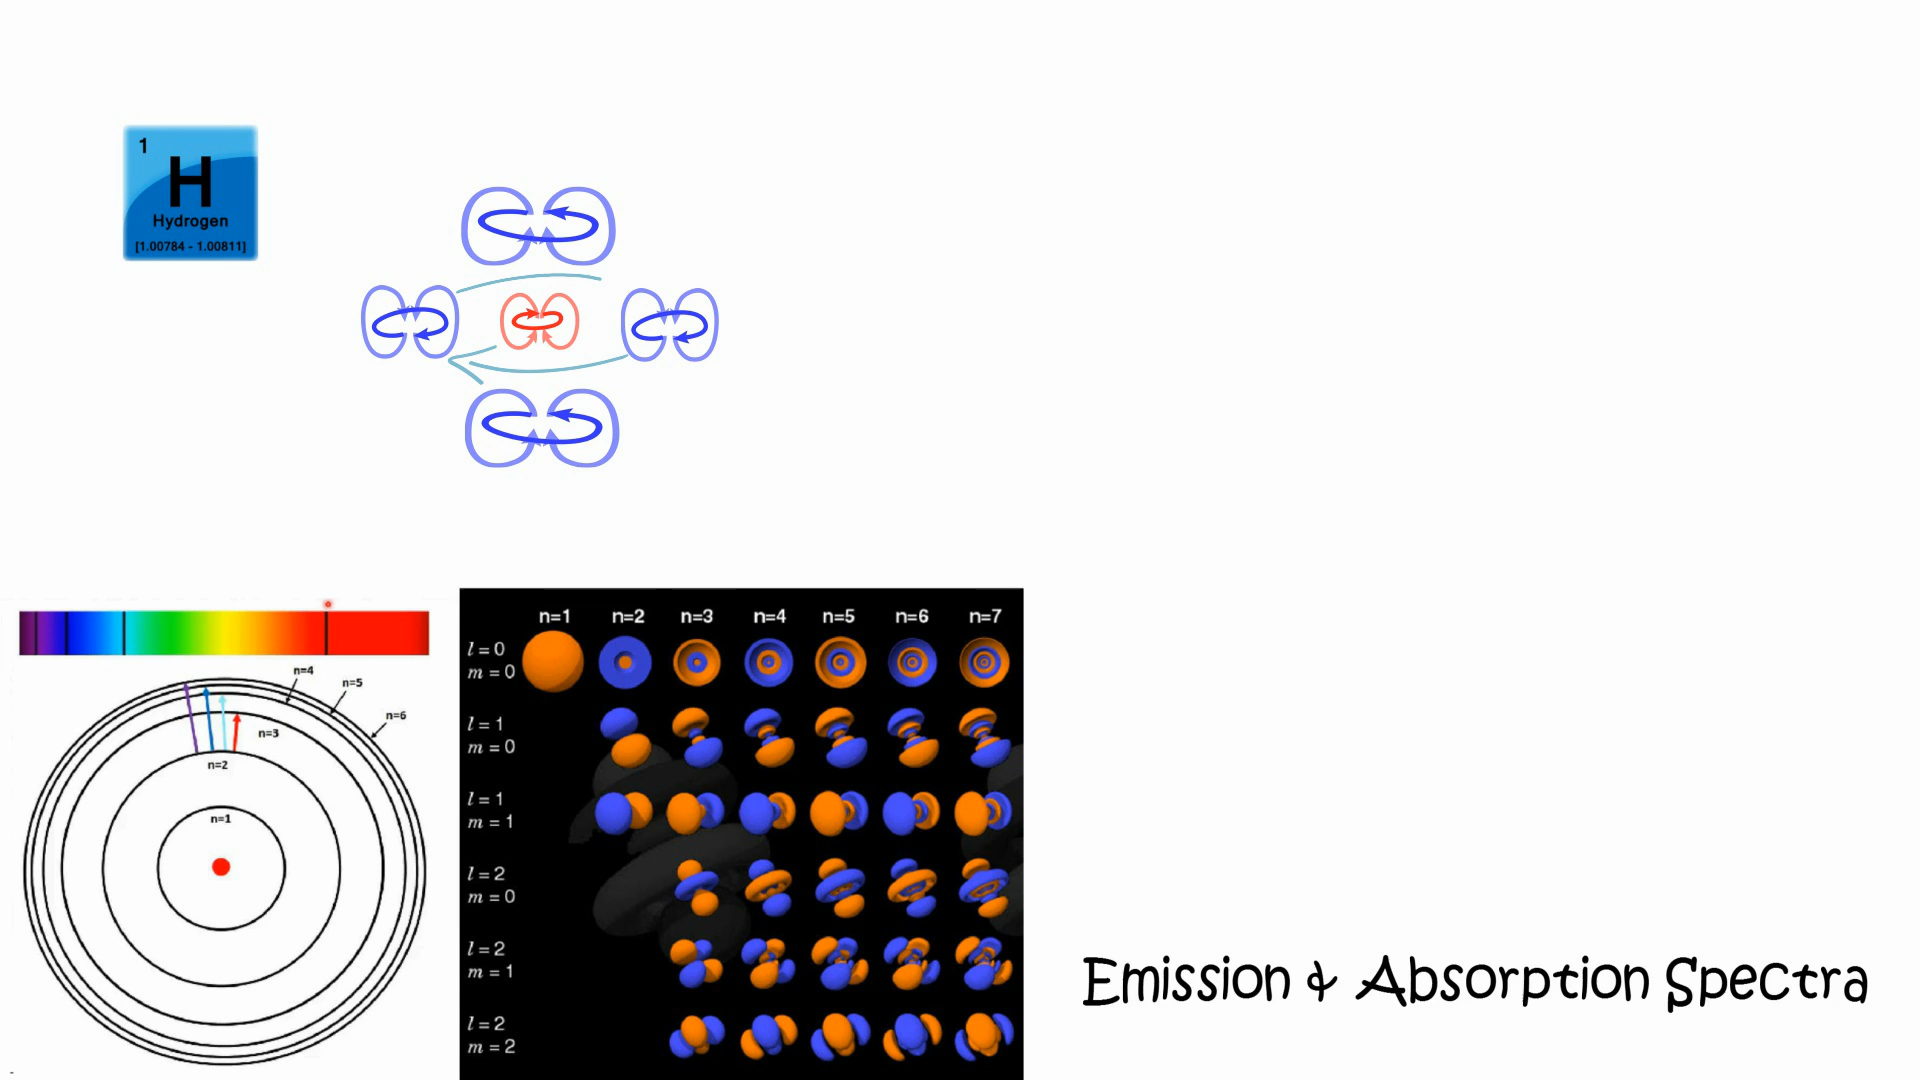 1
H
Hydrogen
[1.00784 - 1.00811]
n=4
n=5
n=6
n=3
n=2
n=1
n=1 n=2 n=3 n=4 n=5 n=6 n=7
l = 0
m = 0
l = 1
m = 0
l = 1
m = 1
l = 2
m = 0
l = 2
m = 1
l = 2
m = 2
Emission & Absorption Spectra